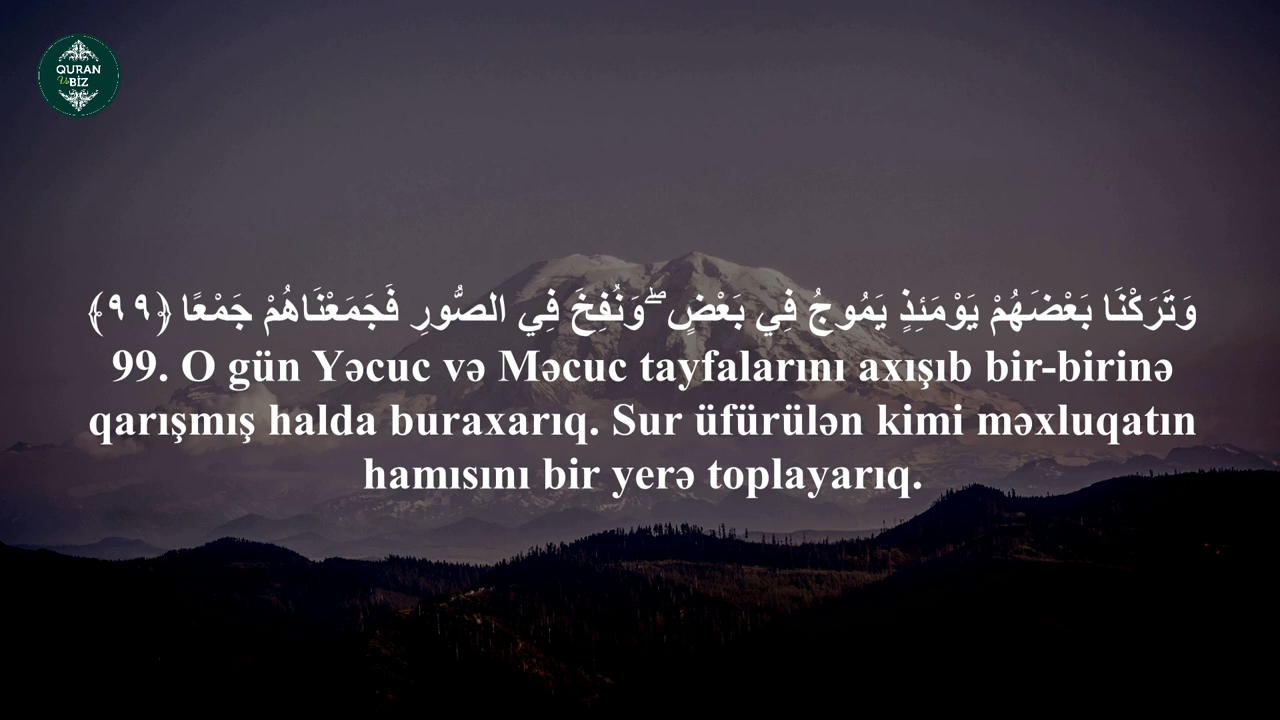 QURAN
Və
BİZ
وَتَرَكْنَا بَعْضَهُمْ يَوْمَئِذٍ يَمُوجُ فِي بَعْضٍ ۖ وَنُفِخَ فِي الصُّورِ فَجَمَعْنَاهُمْ جَمْعًا ﴿٩٩﴾
99. O gün Yəcuc və Məcuc tayfalarını axışıb bir-birinə
qarışmış halda buraxarıq. Sur üfürülən kimi məxluqatın
hamısını bir yerə toplayarıq.